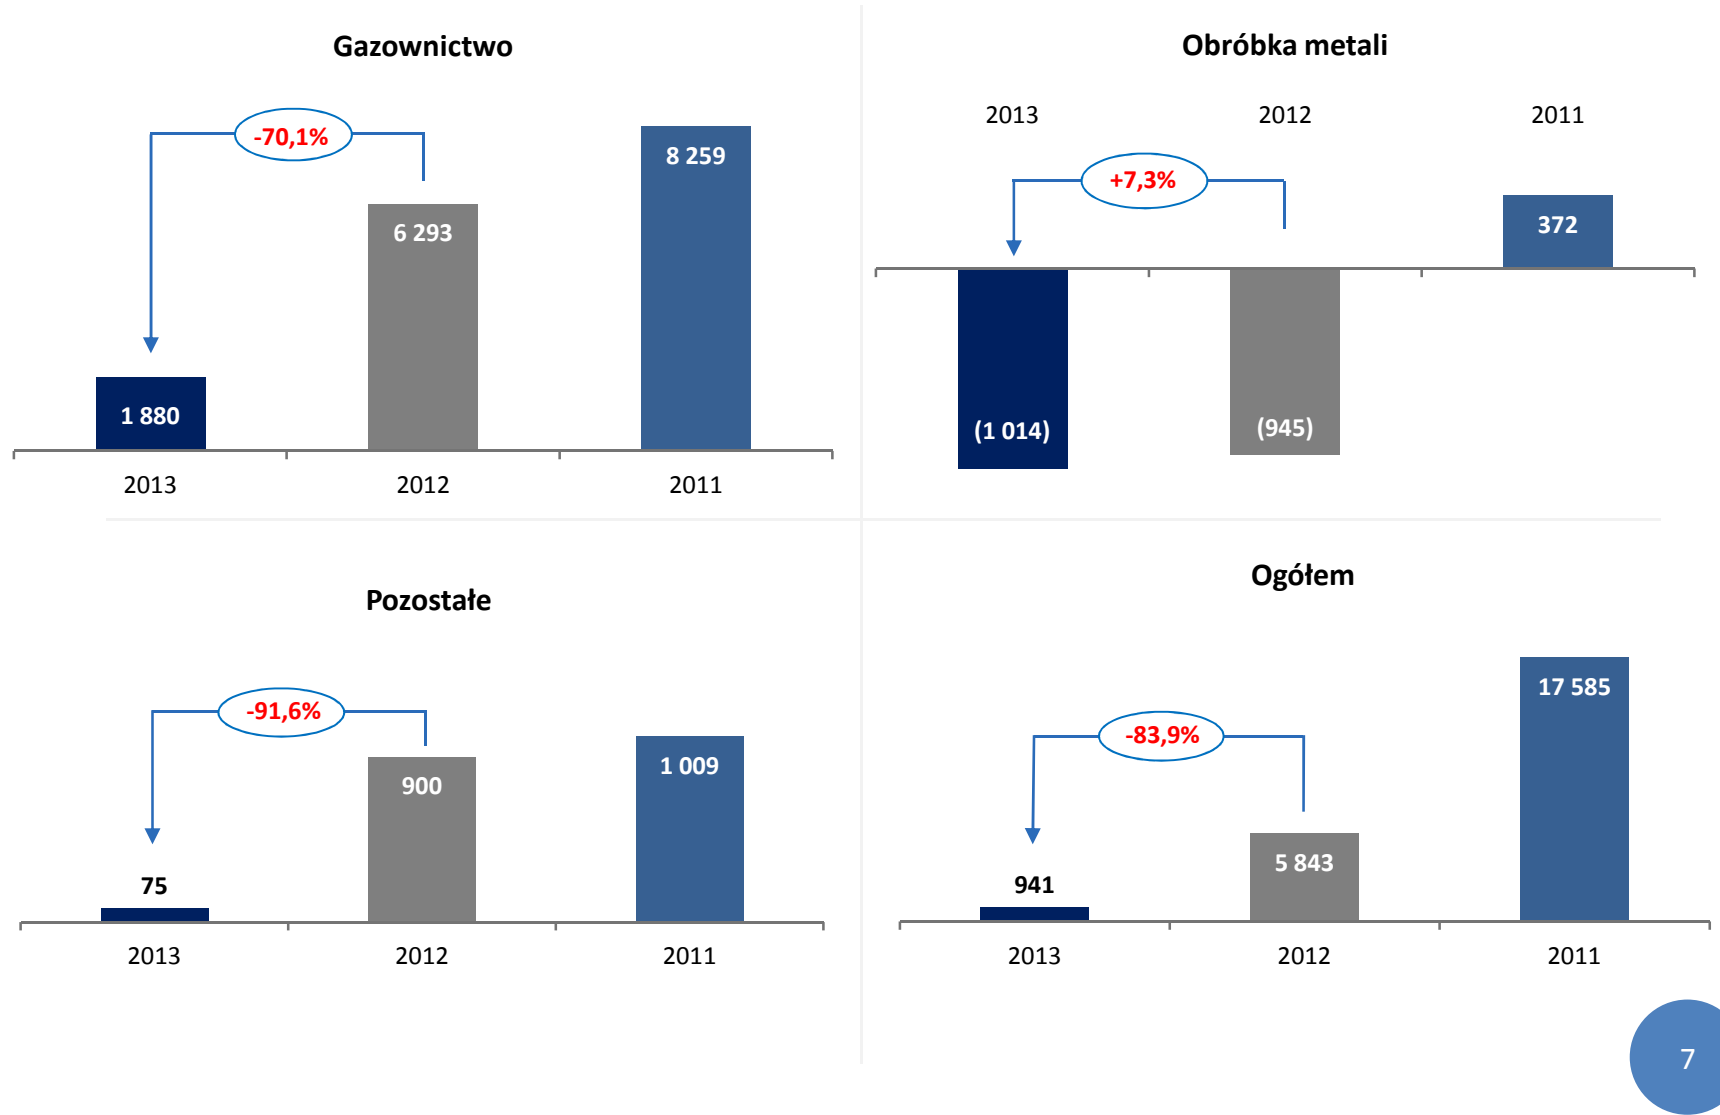 Gazownictwo
-70,1%
8 259
6 293
1 880
2013 2012 2011
Obróbka metali
2013 2012 2011
+7,3%
372
(1 014) (945)
Pozostałe
-91,6%
1 009
900
75
2013 2012 2011
Ogółem
17 585
-83,9%
5 843
941
2013 2012 2011
7